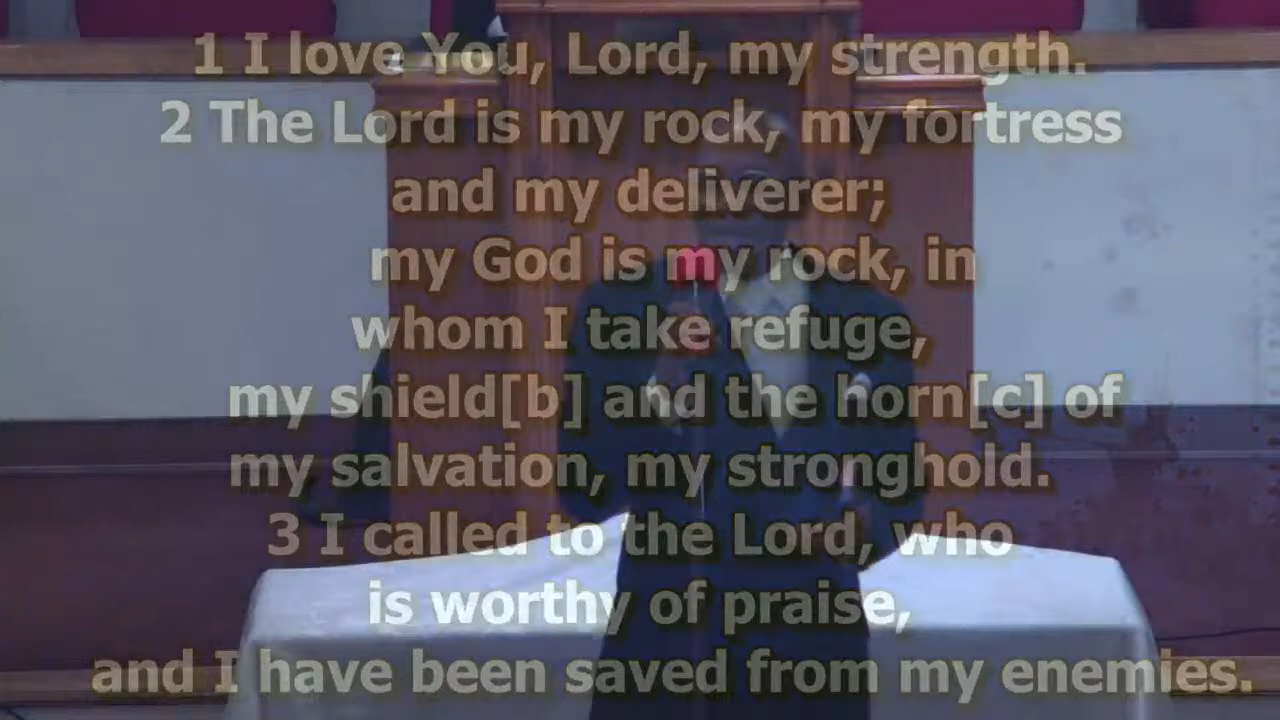 1 I love You, Lord, my strength.
2 The Lord is my rock, my fortress
and my deliverer;
my God is my rock, in
whom I take refuge,
my shield[b] and the horn[c] of
my salvation, my stronghold.
3 I called to the Lord, who
is worthy of praise,
and I have been saved from my enemies.